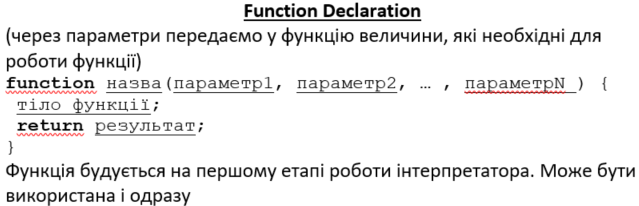 Function Declaration
(через параметри передаємо у функцію величини, які необхідні для
роботи функції)
function назва(параметр1, параметр2, … , параметрN ) {
тіло функції;
return результат;
}
Функція будується на першому етапі роботи інтерпретатора. Може бути
використана і одразу